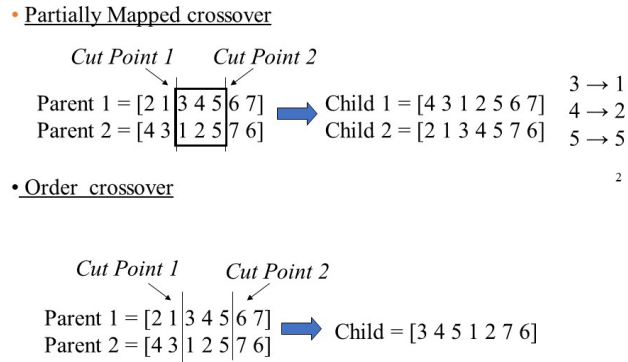 • Partially Mapped crossover
Cut Point 1 Cut Point 2
Parent 1 = [2 1 3 4 5 6 7] Child 1 = [4 3 1 2 5 6 7] 3 → 1
Parent 2 = [4 3 1 2 5 7 6] Child 2 = [2 1 3 4 5 7 6] 4 → 2
5 → 5
2
• Order crossover
Cut Point 1 Cut Point 2
Parent 1 = [2 1 3 4 5 6 7]
Parent 2 = [4 3 1 2 5 7 6] Child = [3 4 5 1 2 7 6]